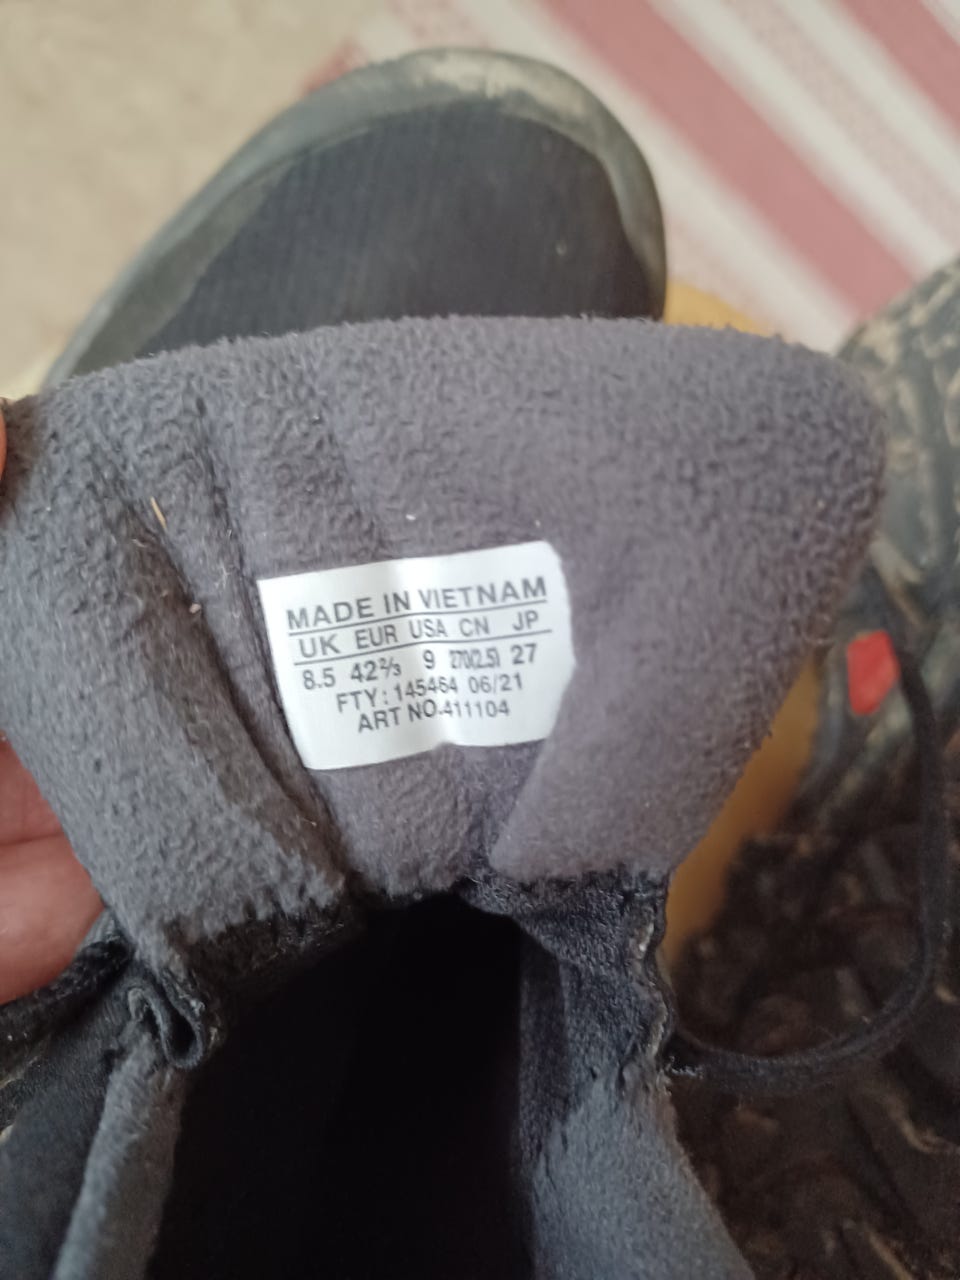 MADE IN VIETNAM
UK EUR USA CN JP
8.5 42⅔ 9 270(2.5) 27
FTY: 145464 06/21
ART NO.411104